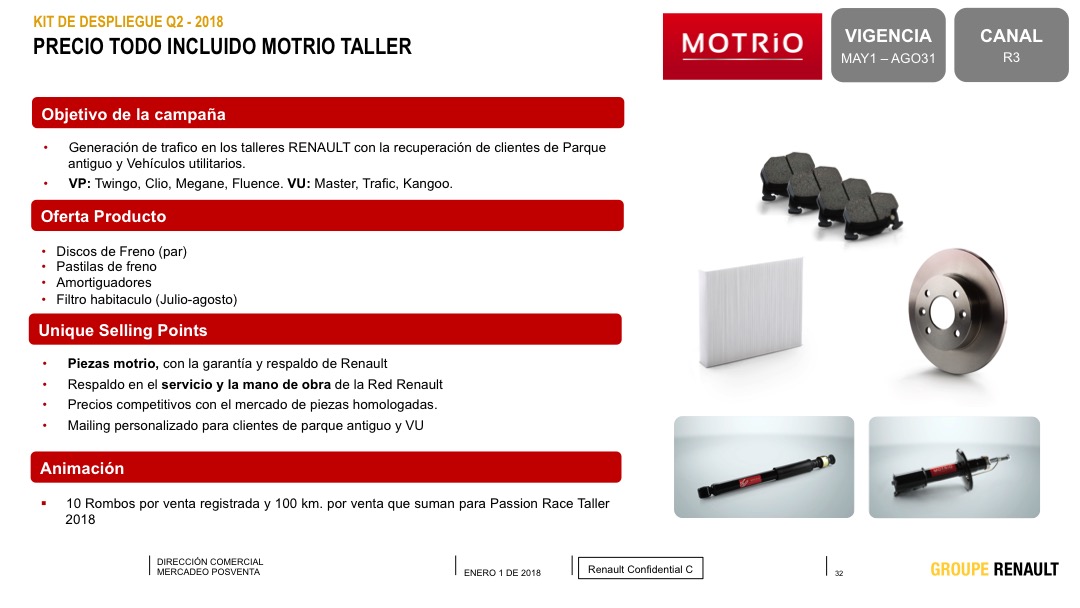 KIT DE DESPLIEGUE Q2 - 2018
PRECIO TODO INCLUIDO MOTRIO TALLER
MOTRiO
VIGENCIA
MAY1 – AGO31
CANAL
R3
Objetivo de la campaña
• Generación de trafico en los talleres RENAULT con la recuperación de clientes de Parque
antiguo y Vehículos utilitarios.
• VP: Twingo, Clio, Megane, Fluence. VU: Master, Trafic, Kangoo.
Oferta Producto
• Discos de Freno (par)
• Pastilas de freno
• Amortiguadores
• Filtro habitaculo (Julio-agosto)
Unique Selling Points
• Piezas motrio, con la garantía y respaldo de Renault
• Respaldo en el servicio y la mano de obra de la Red Renault
• Precios competitivos con el mercado de piezas homologadas.
• Mailing personalizado para clientes de parque antiguo y VU
Animación
▪ 10 Rombos por venta registrada y 100 km. por venta que suman para Passion Race Taller
2018
DIRECCIÓN COMERCIAL
MERCADEO POSVENTA
ENERO 1 DE 2018
Renault Confidential C
32
GROUPE RENAULT